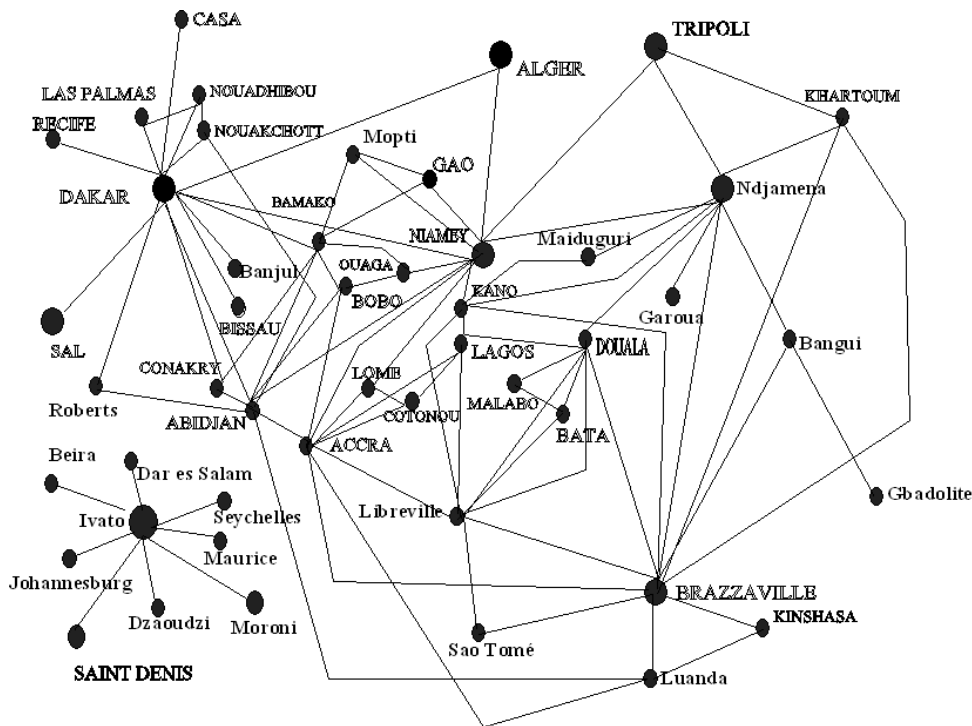 CASA
TRIPOLI
ALGER
LAS PALMAS
NOUADHIBOU
KHARTOUM
RECIFE
NOUAKCHOTT
Mopti
GAO
DAKAR
BAMAKO
Ndjamena
NIAMEY
Maiduguri
Banjul
OUAGA
BOBO
KANO
Garoua
BISSAU
SAL
LAGOS
DOUALA
Bangui
CONAKRY
LOME
MALABO
Roberts
ABIDJAN
COTONOU
BATA
ACCRA
Beira
Dar es Salam
Gbadolite
Ivato
Seychelles
Libreville
Maurice
Johannesburg
BRAZZAVILLE
Dzaoudzi
Moroni
KINSHASA
Sao Tomé
SAINT DENIS
Luanda